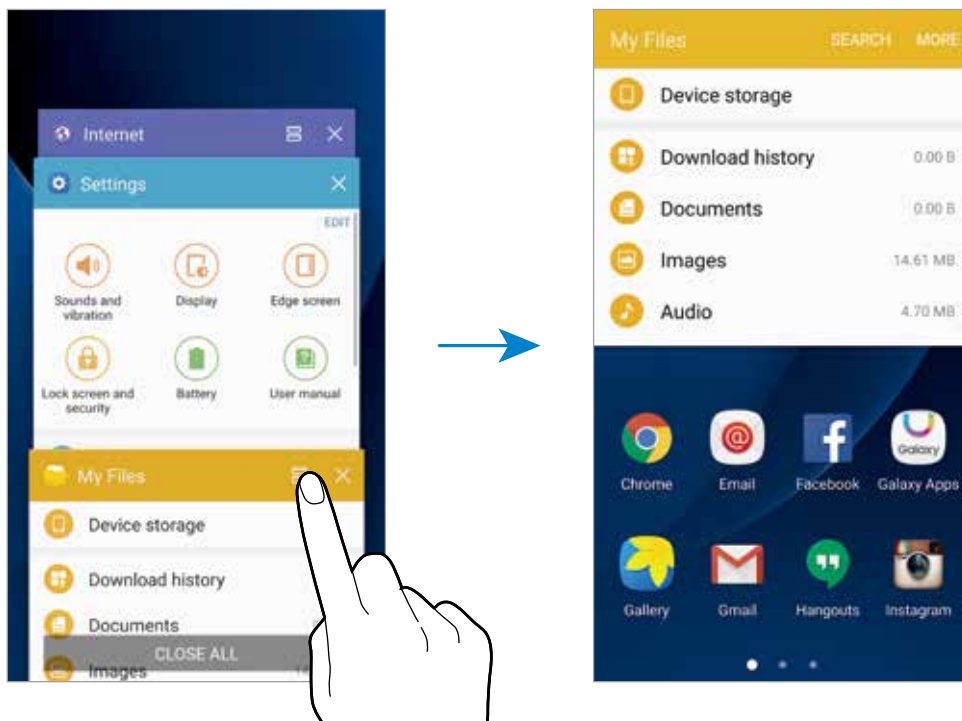 Internet
Settings
EDIT
Sounds and
vibration
Display
Edge screen
Lock screen and
security
Battery
User manual
My Files
Device storage
Download history
Documents
CLOSE ALL
Images
My Files SEARCH MORE
Device storage
Download history 0.00 B
Documents 0.00 B
Images 14.61 MB
Audio 4.70 MB
Galaxy
Chrome Email Facebook Galaxy Apps
Gallery Gmail Hangouts Instagram